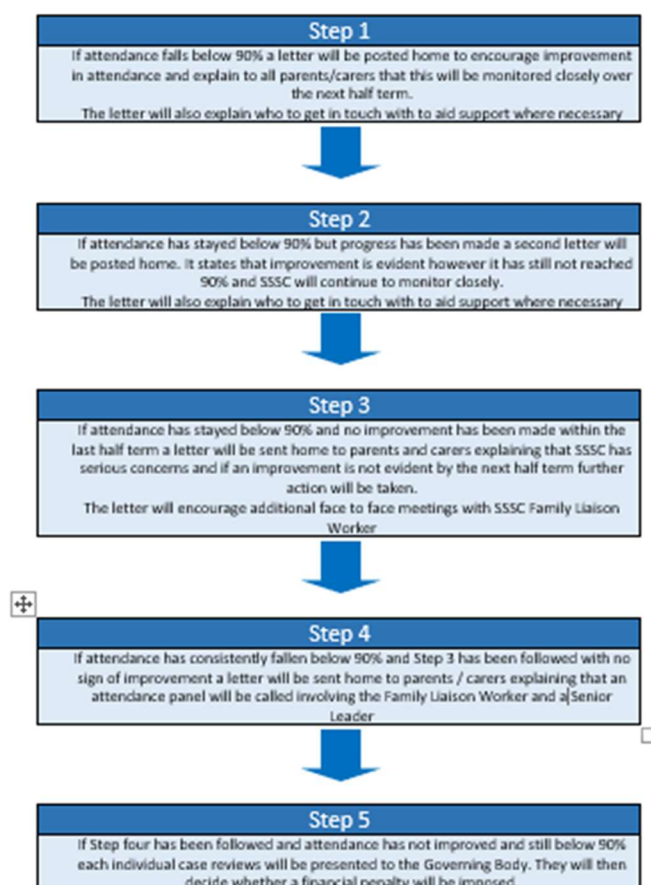 Step 1
If attendance falls below 90% a letter will be posted home to encourage improvement
in attendance and explain to all parents/carers that this will be monitored closely over
the next half term.
The letter will also explain who to get in touch with to aid support where necessary
Step 2
If attendance has stayed below 90% but progress has been made a second letter will
be posted home. It states that improvement is evident however it has still not reached
90% and SSSC will continue to monitor closely.
The letter will also explain who to get in touch with to aid support where necessary
Step 3
If attendance has stayed below 90% and no improvement has been made within the
last half term a letter will be sent home to parents and carers explaining that SSSC has
serious concerns and if an improvement is not evident by the next half term further
action will be taken.
The letter will encourage additional face to face meetings with SSSC Family Liaison
Worker
Step 4
If attendance has consistently fallen below 90% and Step 3 has been followed with no
sign of improvement a letter will be sent home to parents / carers explaining that an
attendance panel will be called involving the Family Liaison Worker and a Senior
Leader
Step 5
If Step four has been followed and attendance has not improved and still below 90%
each individual case reviews will be presented to the Governing Body. They will then
decide whether a financial penalty will be imposed